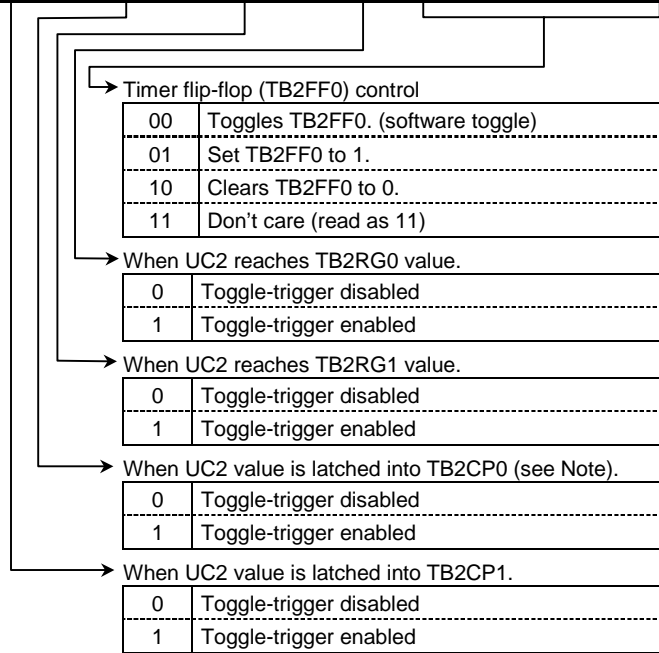 Timer flip-flop (TB2FF0) control
00 Toggles TB2FF0. (software toggle)
01 Set TB2FF0 to 1.
10 Clears TB2FF0 to 0.
11 Don't care (read as 11)
When UC2 reaches TB2RG0 value.
0 Toggle-trigger disabled
1 Toggle-trigger enabled
When UC2 reaches TB2RG1 value.
0 Toggle-trigger disabled
1 Toggle-trigger enabled
When UC2 value is latched into TB2CP0 (see Note).
0 Toggle-trigger disabled
1 Toggle-trigger enabled
When UC2 value is latched into TB2CP1.
0 Toggle-trigger disabled
1 Toggle-trigger enabled